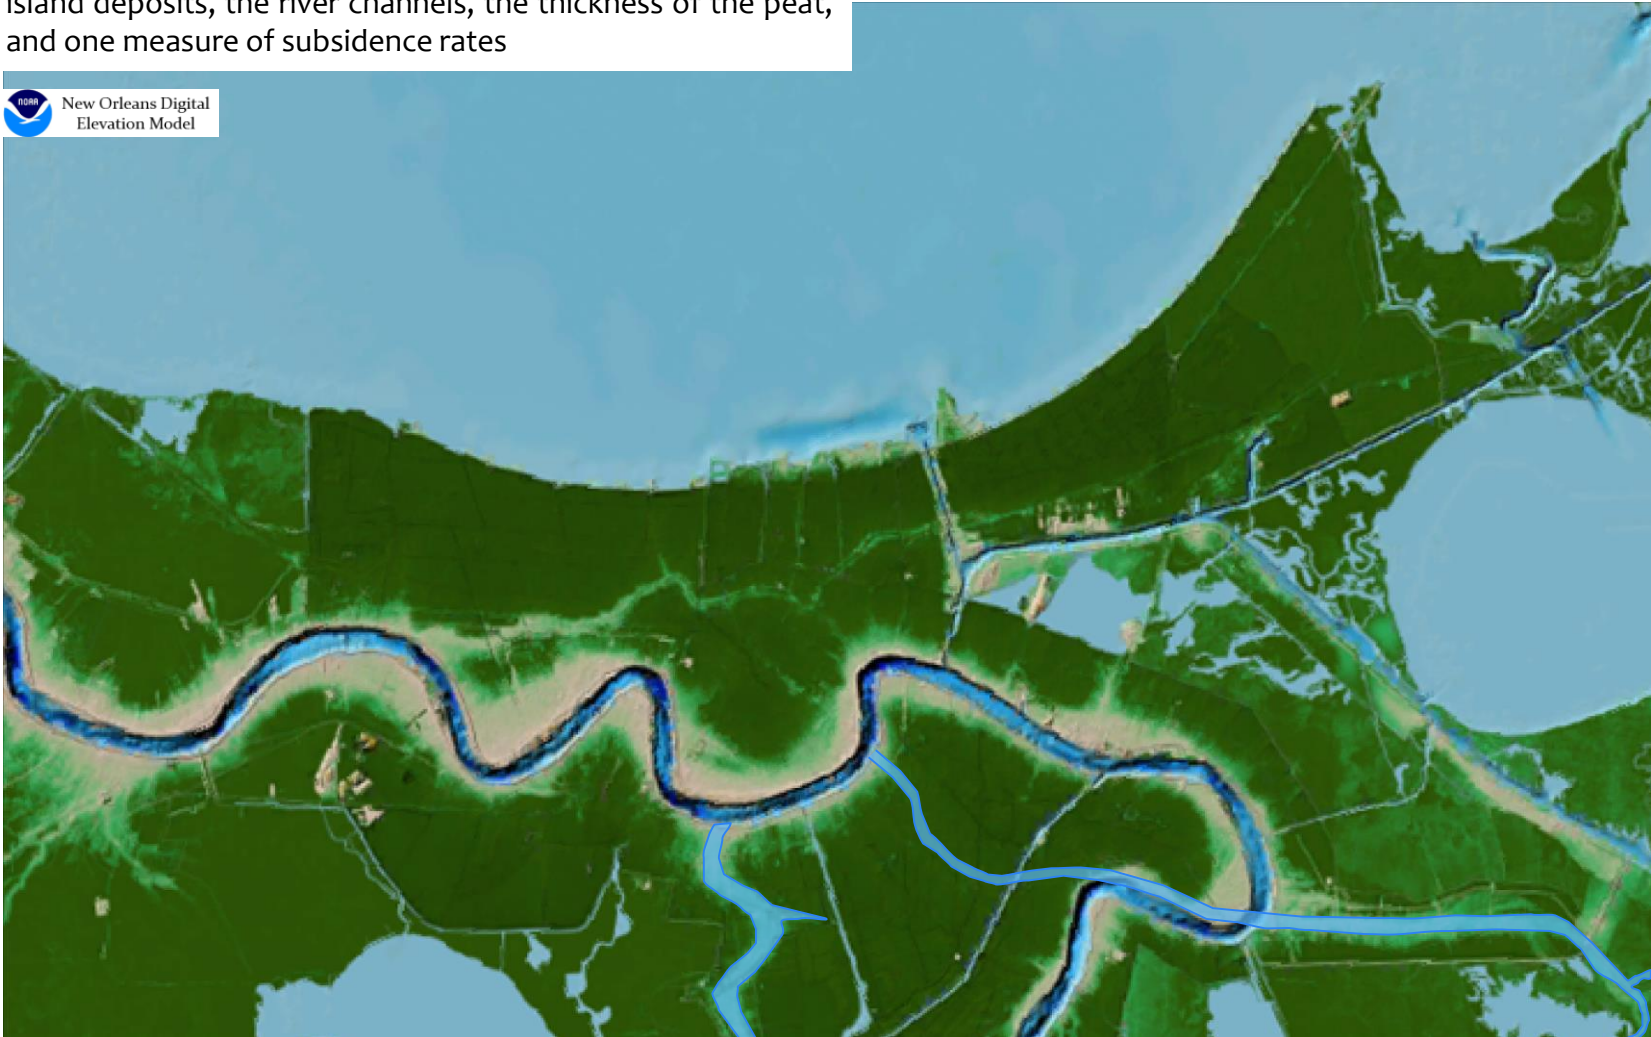 island deposits, the river channels, the thickness of the peat,
and one measure of subsidence rates
NOAA
New Orleans Digital
Elevation Model